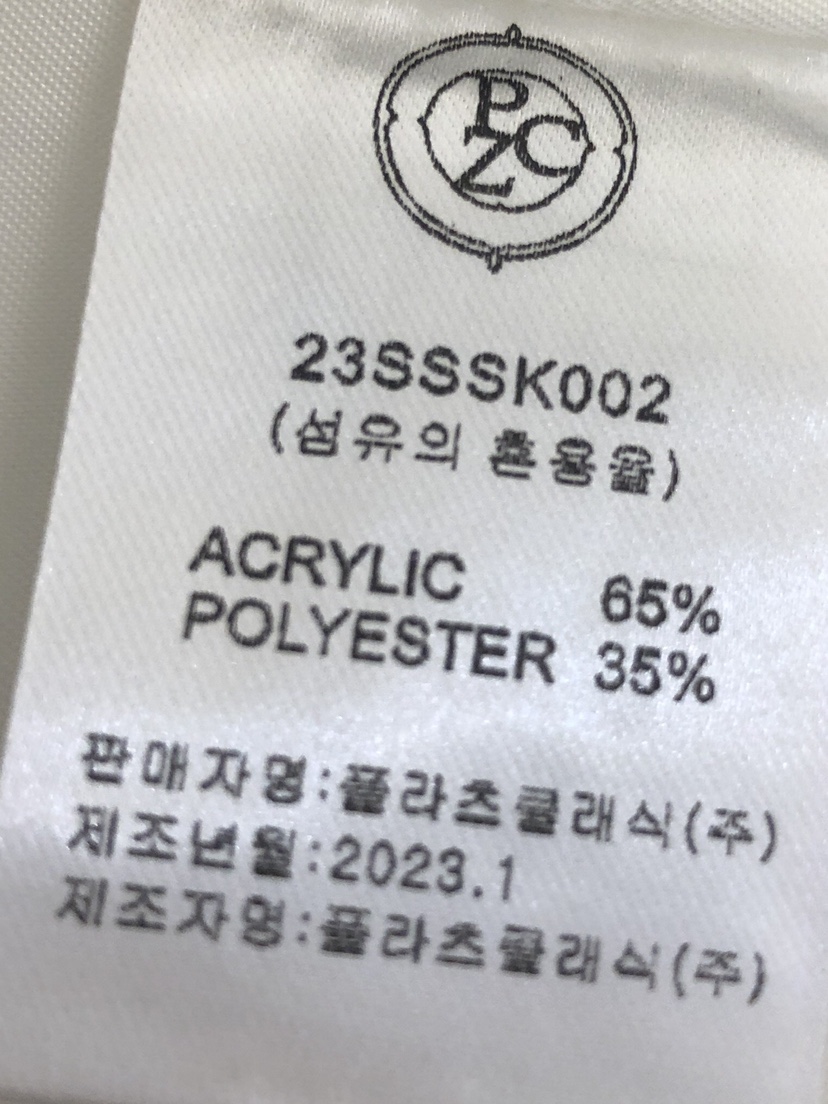 PZC
23SSSK002
(섬유의 혼용율)
ACRYLIC 65%
POLYESTER 35%
판매자명:플라츠클래식(주)
제조년월:2023.1
제조자명:플라츠클래식(주)